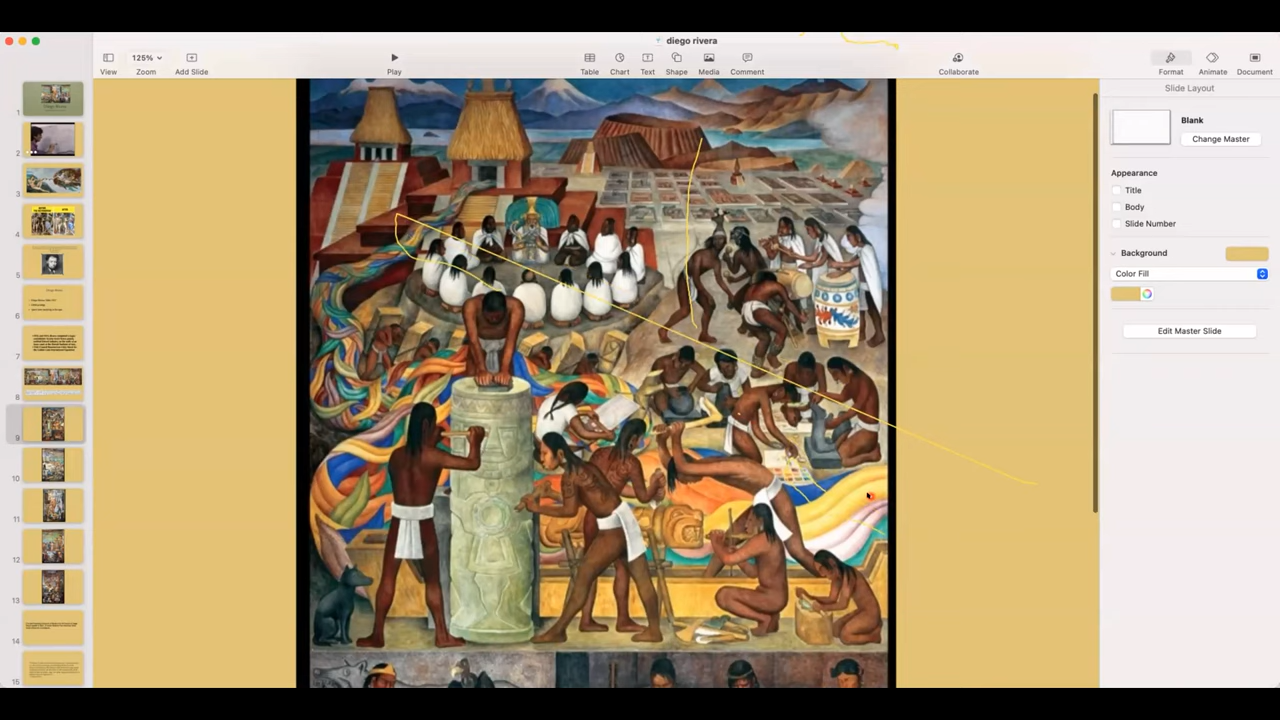 diego rivera
125%
View Zoom Add Slide Play Table Chart Text Shape Media Comment Collaborate Format Animate Document
Slide Layout
Blank
Change Master
Appearance
Title
Body
Slide Number
Background
Color Fill
Edit Master Slide
1
2
3
4
5
6
7
8
9
10
11
12
13
14
15